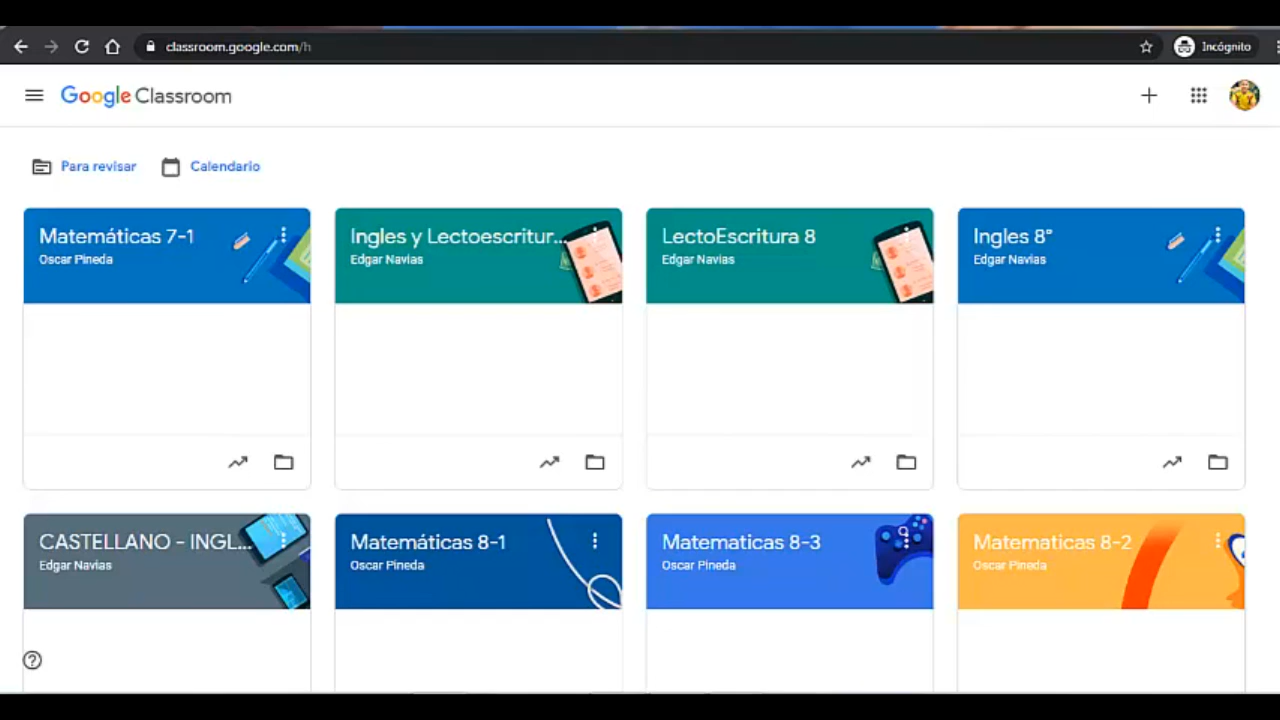 classroom.google.com/h
Incógnito
Google Classroom
Para revisar
Calendario
Matemáticas 7-1
Oscar Pineda
Ingles y Lectoescritur...
Edgar Navias
LectoEscritura 8
Edgar Navias
Ingles 8°
Edgar Navias
CASTELLANO - INGL...
Edgar Navias
Matemáticas 8-1
Oscar Pineda
Matematicas 8-3
Oscar Pineda
Matematicas 8-2
Oscar Pineda